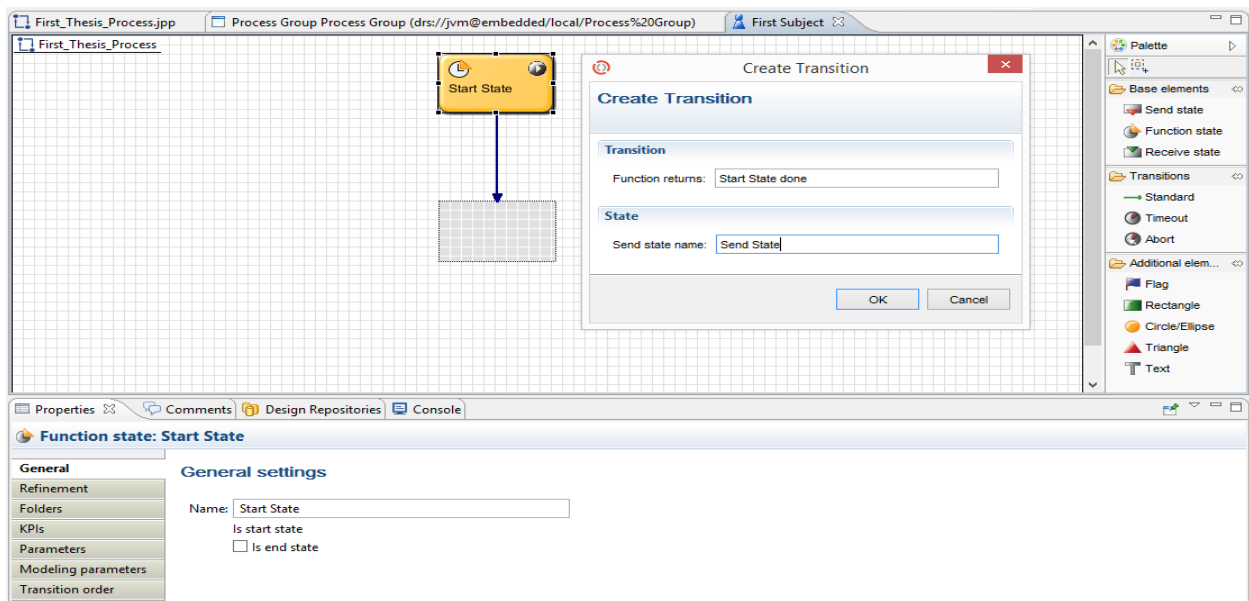 First_Thesis_Process.jpp
Process Group Process Group (drs://jvm@embedded/local/Process%20Group)
First Subject
First_Thesis_Process
Start State
Create Transition
Create Transition
Transition
Function returns: Start State done
State
Send state name: Send State
OK Cancel
Palette
Base elements
Send state
Function state
Receive state
Transitions
Standard
Timeout
Abort
Additional elem...
Flag
Rectangle
Circle/Ellipse
Triangle
Text
Properties Comments Design Repositories Console
Function state: Start State
General
Refinement
Folders
KPIs
Parameters
Modeling parameters
Transition order
General settings
Name: Start State
Is start state
Is end state